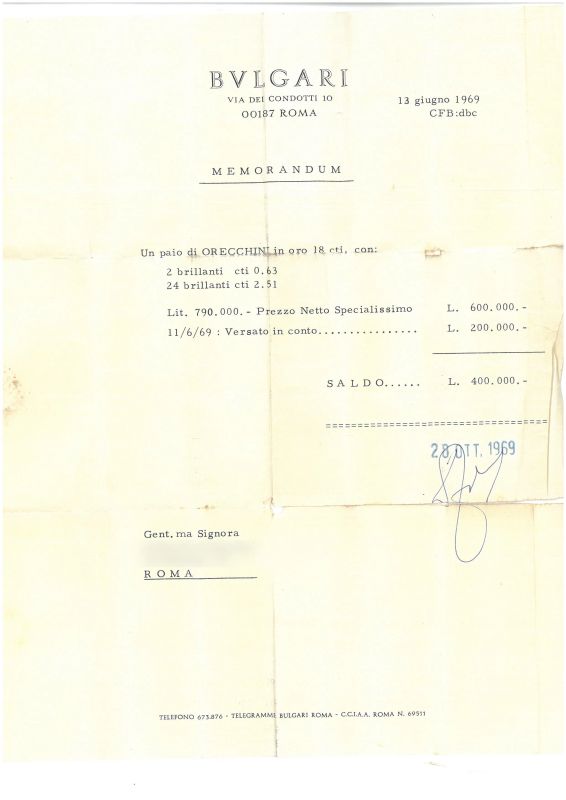 BVLGARI
VIA DEI CONDOTTI 10
00187 ROMA
13 giugno 1969
CFB:dbc
MEMORANDUM
Un paio di ORECCHINI in oro 18 cti, con:
2 brillanti cti 0.63
24 brillanti cti 2.51
Lit. 790.000.- Prezzo Netto Specialissimo L. 600.000.-
11/6/69 : Versato in conto................ L. 200.000.-
SALDO...... L. 400.000.-
28 OTT. 1969
Gent.ma Signora
ROMA
TELEFONO 673.876 - TELEGRAMME BULGARI ROMA - C.C.I.A.A. ROMA N. 69511